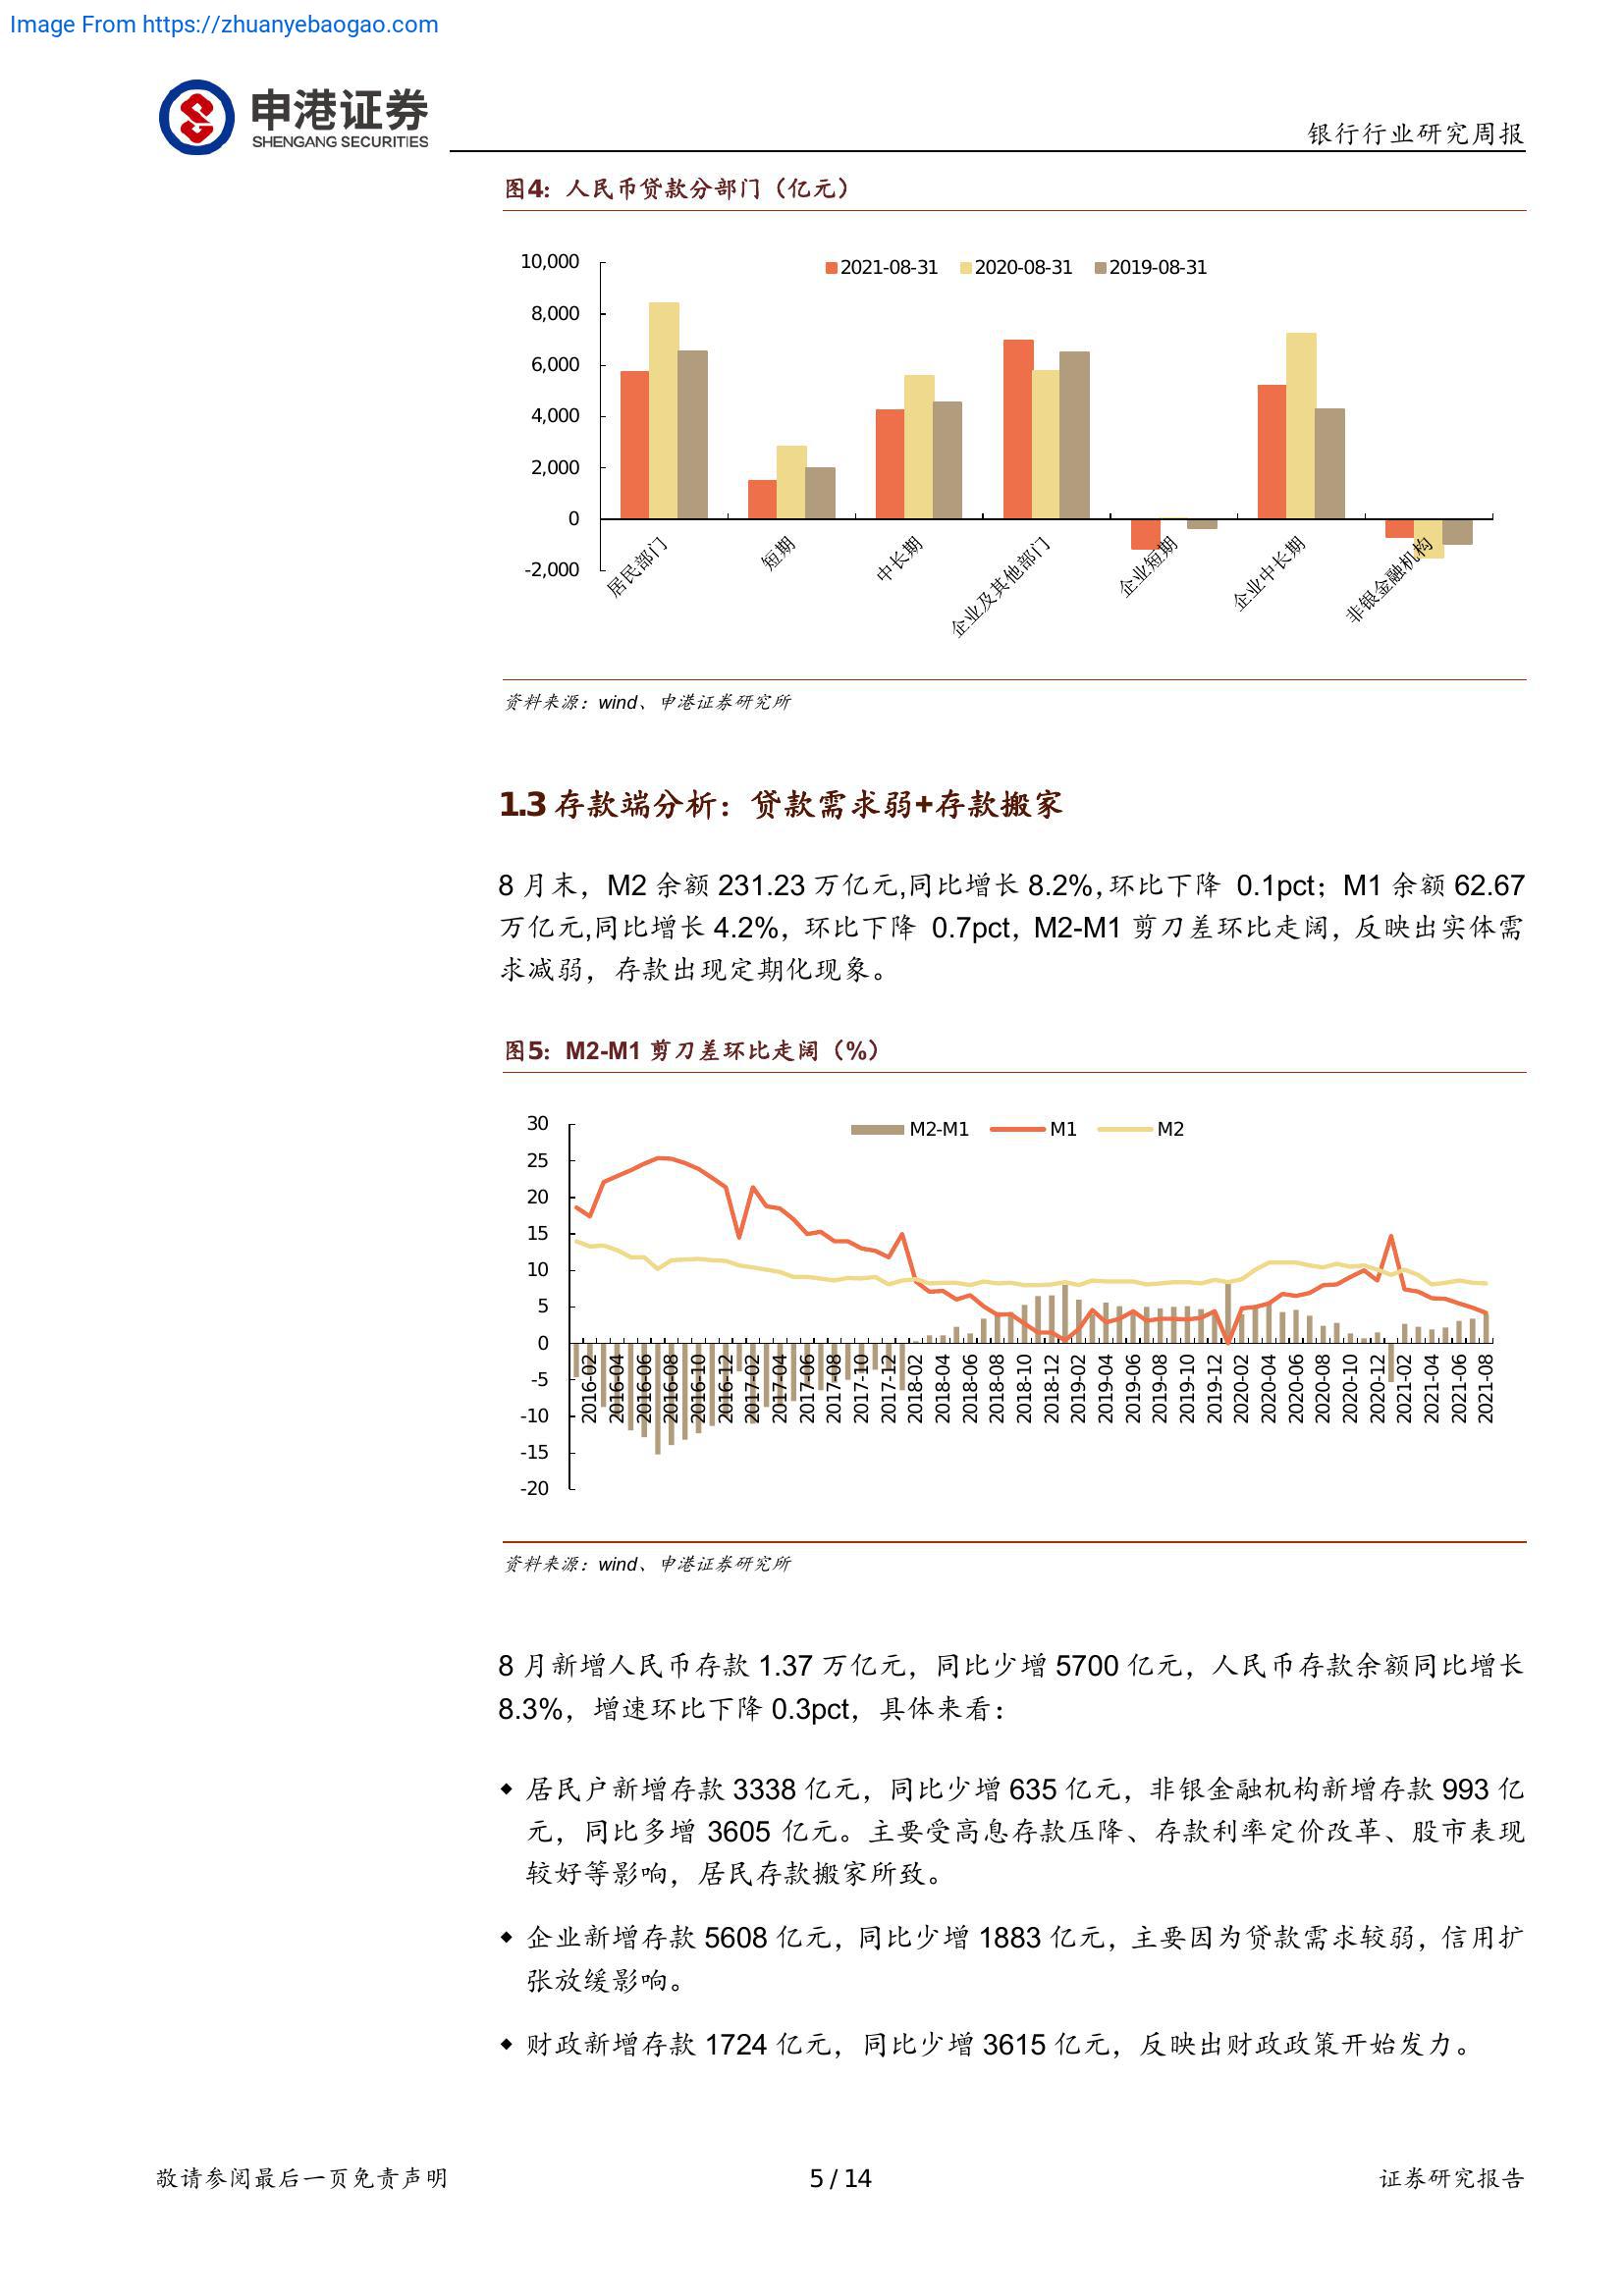 Image From https://zhuanyebaogao.com
申港证券
SHENGANG SECURITIES
银行行业研究周报
图4：人民币贷款分部门（亿元）
2021-08-31 2020-08-31 2019-08-31
10,000
8,000
6,000
4,000
2,000
0
-2,000
居民部门 短期 中长期 企业及其他部门 企业短期 企业中长期 非银金融机构
资料来源：wind、申港证券研究所
1.3 存款端分析：贷款需求弱+存款搬家
8 月末，M2 余额 231.23 万亿元,同比增长 8.2%,环比下降 0.1pct；M1 余额 62.67
万亿元,同比增长 4.2%，环比下降 0.7pct，M2-M1 剪刀差环比走阔，反映出实体需
求减弱，存款出现定期化现象。
图5：M2-M1 剪刀差环比走阔（%）
M2-M1 M1 M2
30
25
20
15
10
5
0
-5
-10
-15
-20
2016-02 2016-04 2016-06 2016-08 2016-10 2016-12 2017-02 2017-04 2017-06 2017-08 2017-10 2017-12 2018-02 2018-04 2018-06 2018-08 2018-10 2018-12 2019-02 2019-04 2019-06 2019-08 2019-10 2019-12 2020-02 2020-04 2020-06 2020-08 2020-10 2020-12 2021-02 2021-04 2021-06 2021-08
资料来源：wind、申港证券研究所
8 月新增人民币存款 1.37 万亿元，同比少增 5700 亿元，人民币存款余额同比增长
8.3%，增速环比下降 0.3pct，具体来看：
◆ 居民户新增存款 3338 亿元，同比少增 635 亿元，非银金融机构新增存款 993 亿
元，同比多增 3605 亿元。主要受高息存款压降、存款利率定价改革、股市表现
较好等影响，居民存款搬家所致。
◆ 企业新增存款 5608 亿元，同比少增 1883 亿元，主要因为贷款需求较弱，信用扩
张放缓影响。
◆ 财政新增存款 1724 亿元，同比少增 3615 亿元，反映出财政政策开始发力。
敬请参阅最后一页免责声明 5 / 14 证券研究报告